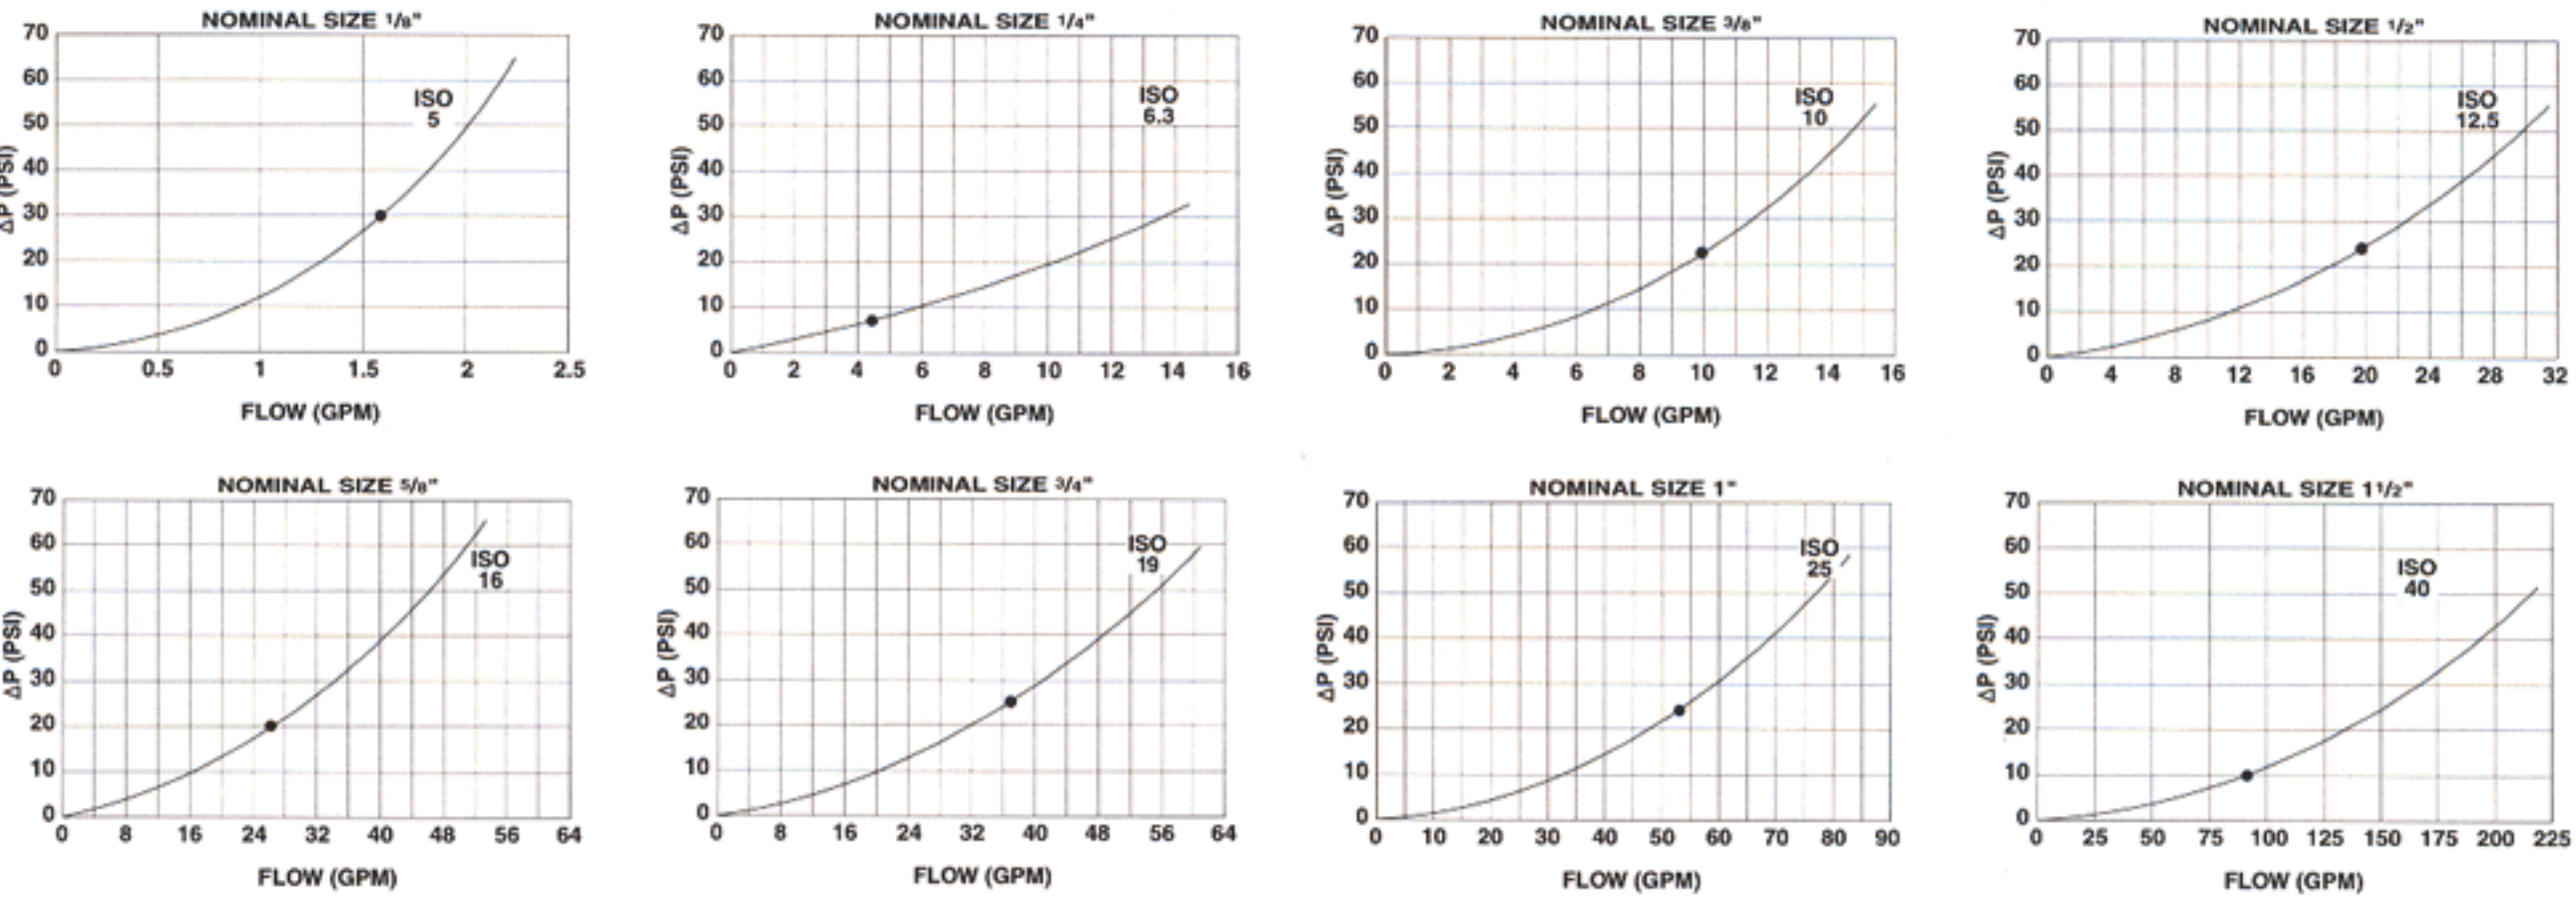 NOMINAL SIZE 1/8"
70
60
50
40
30
20
10
0
ΔP (PSI)
ISO
5
0 0.5 1 1.5 2 2.5
FLOW (GPM)
NOMINAL SIZE 1/4"
70
60
50
40
30
20
10
0
ΔP (PSI)
ISO
6.3
0 2 4 6 8 10 12 14 16
FLOW (GPM)
NOMINAL SIZE 3/8"
70
60
50
40
30
20
10
0
ΔP (PSI)
ISO
10
0 2 4 6 8 10 12 14 16
FLOW (GPM)
NOMINAL SIZE 1/2"
70
60
50
40
30
20
10
0
ΔP (PSI)
ISO
12.5
0 4 8 12 16 20 24 28 32
FLOW (GPM)
NOMINAL SIZE 5/8"
70
60
50
40
30
20
10
0
ΔP (PSI)
ISO
16
0 8 16 24 32 40 48 56 64
FLOW (GPM)
NOMINAL SIZE 3/4"
70
60
50
40
30
20
10
0
ΔP (PSI)
ISO
19
0 8 16 24 32 40 48 56 64
FLOW (GPM)
NOMINAL SIZE 1"
70
60
50
40
30
20
10
0
ΔP (PSI)
ISO
25
0 10 20 30 40 50 60 70 80 90
FLOW (GPM)
NOMINAL SIZE 1 1/2"
70
60
50
40
30
20
10
0
ΔP (PSI)
ISO
40
0 25 50 75 100 125 150 175 200 225
FLOW (GPM)